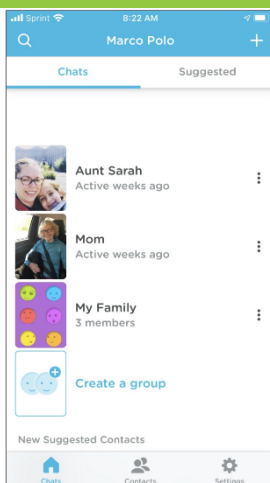 Sprint 8:22 AM
Marco Polo
Chats Suggested
Aunt Sarah
Active weeks ago
Mom
Active weeks ago
My Family
3 members
Create a group
New Suggested Contacts
Chats Contacts Settings